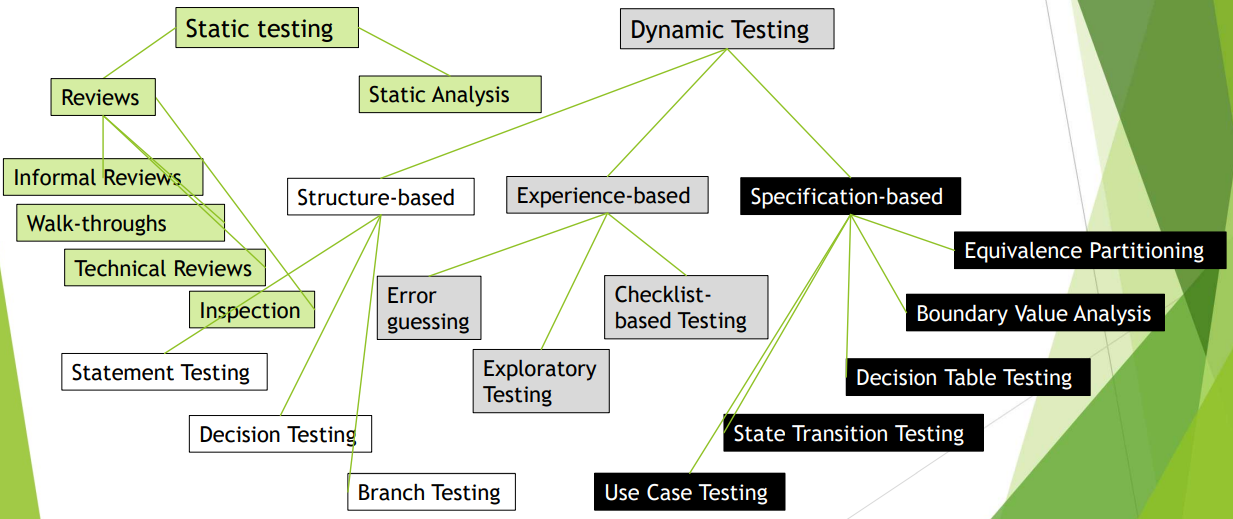 Static testing
Dynamic Testing
Reviews
Static Analysis
Informal Reviews
Walk-throughs
Technical Reviews
Inspection
Structure-based
Experience-based
Specification-based
Statement Testing
Decision Testing
Branch Testing
Error
guessing
Exploratory
Testing
Checklist-
based Testing
Equivalence Partitioning
Boundary Value Analysis
Decision Table Testing
State Transition Testing
Use Case Testing